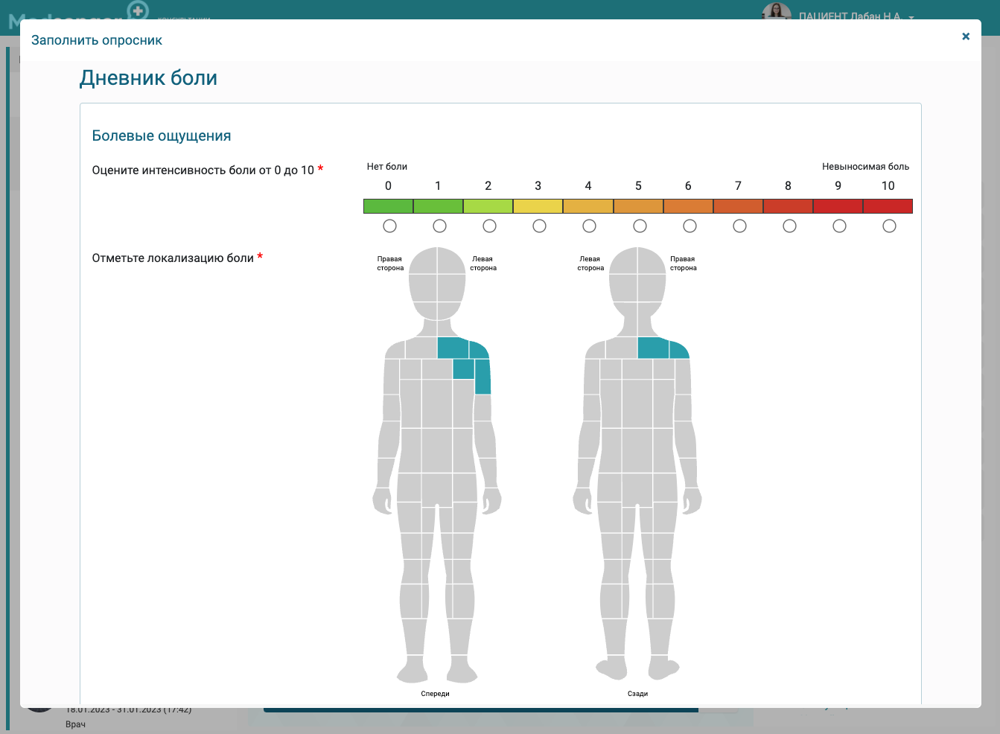 ПАЦИЕНТ Лабан Н.А.
Заполнить опросник
×
Дневник боли
Болевые ощущения
Оцените интенсивность боли от 0 до 10 *
Нет боли
Невыносимая боль
0 1 2 3 4 5 6 7 8 9 10
Отметьте локализацию боли *
Правая
сторона
Левая
сторона
Левая
сторона
Правая
сторона
Спереди
Сзади
18.01.2023 - 31.01.2023 (17:42)
Врач